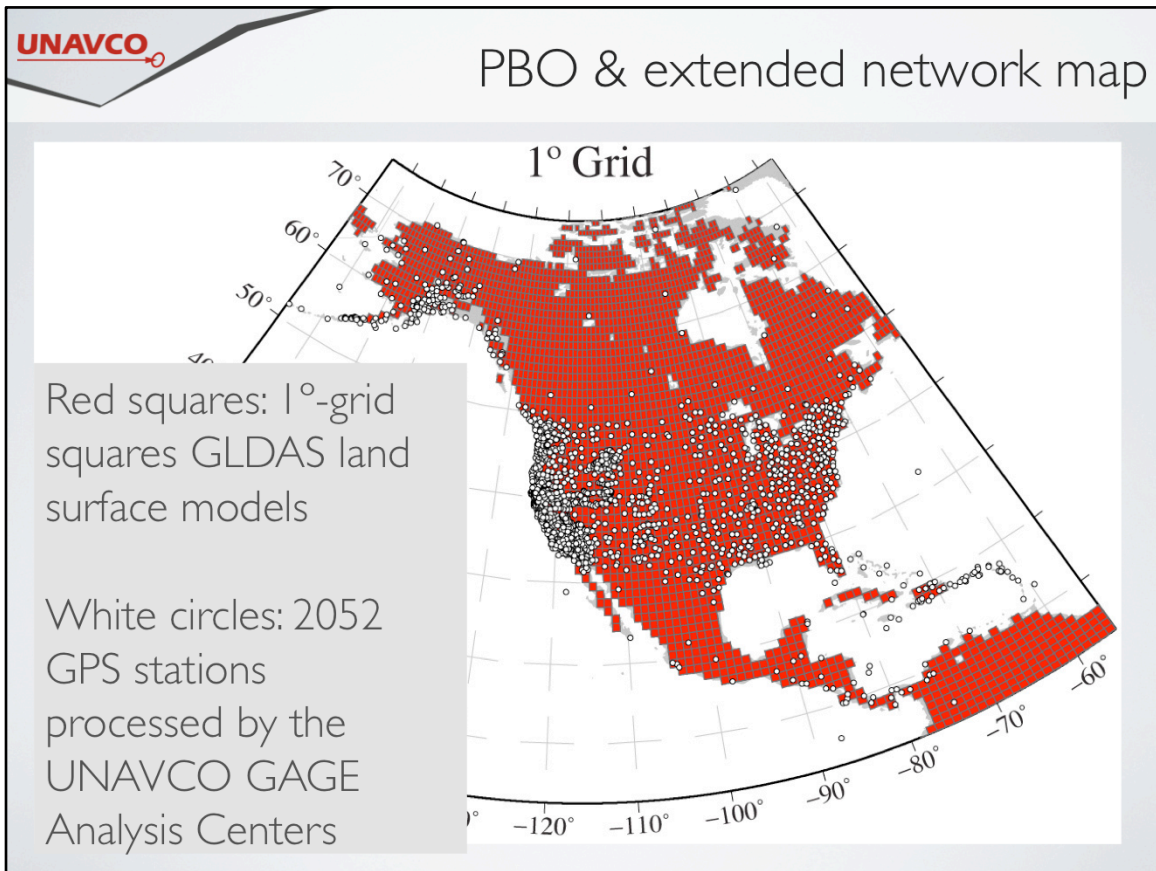 UNAVCO
PBO & extended network map
1° Grid
70°
60°
50°
Red squares: 1°-grid
squares GLDAS land
surface models
White circles: 2052
GPS stations
processed by the
UNAVCO GAGE
Analysis Centers
−120°
−110°
−100°
−90°
−80°
−70°
−60°